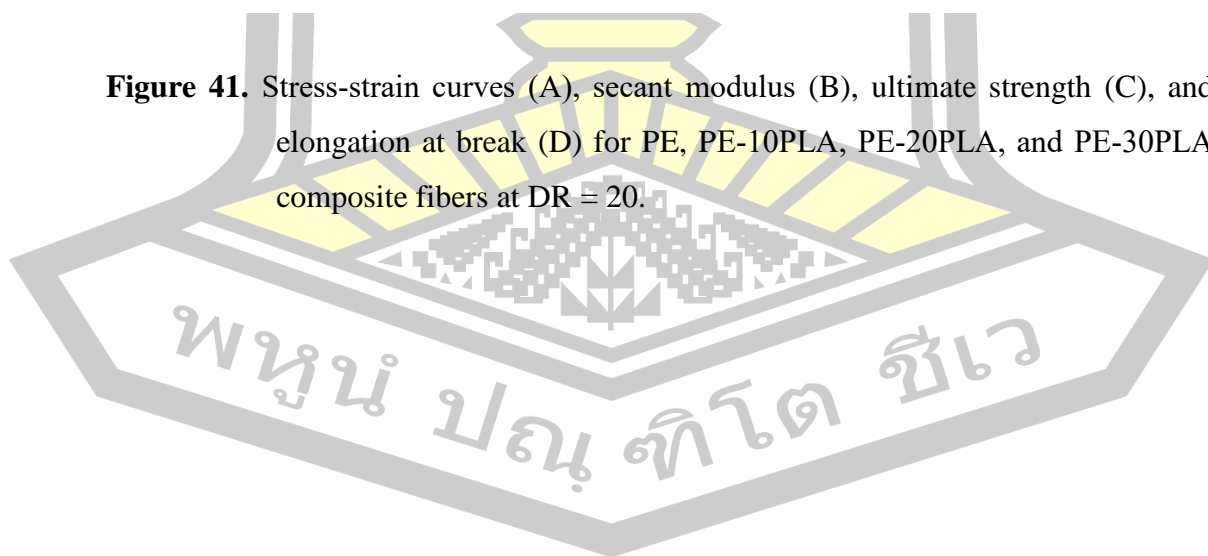 Figure 41. Stress-strain curves (A), secant modulus (B), ultimate strength (C), and
elongation at break (D) for PE, PE-10PLA, PE-20PLA, and PE-30PLA
composite fibers at DR = 20.
พหูนํ ปณฺฑิโต ชีเว